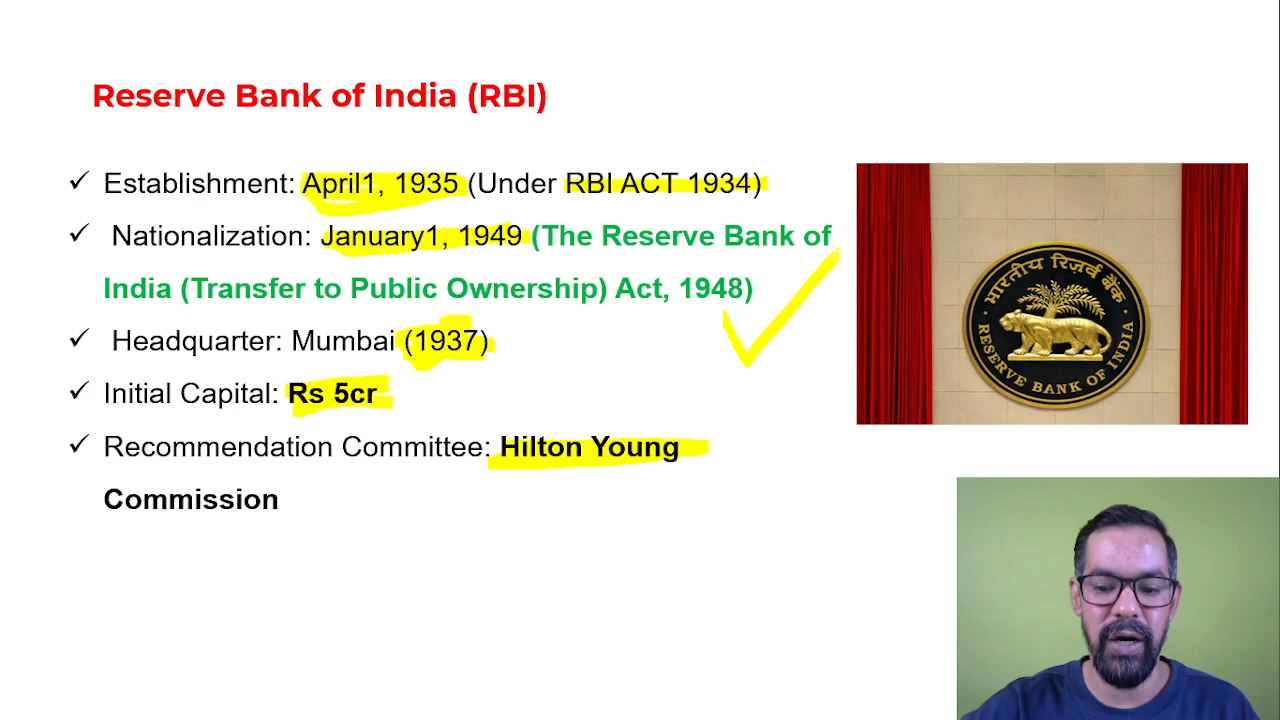 Reserve Bank of India (RBI)
✓ Establishment: April1, 1935 (Under RBI ACT 1934)
✓ Nationalization: January1, 1949 (The Reserve Bank of
India (Transfer to Public Ownership) Act, 1948)
✓ Headquarter: Mumbai (1937)
✓ Initial Capital: Rs 5cr
✓ Recommendation Committee: Hilton Young
Commission
भारतीय रिज़र्व बैंक
RESERVE BANK OF INDIA